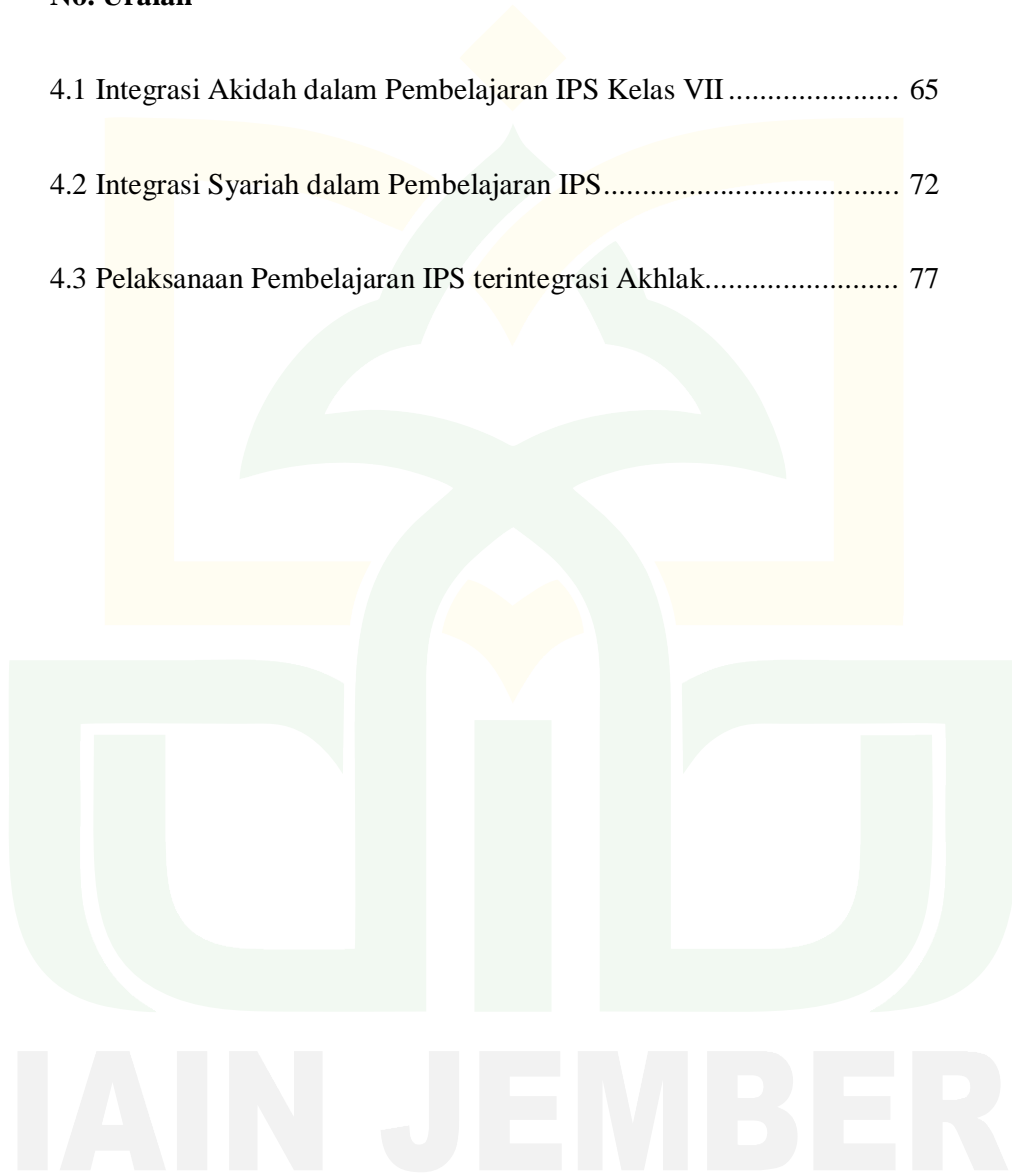 No. Uraian
4.1 Integrasi Akidah dalam Pembelajaran IPS Kelas VII ...................... 65
4.2 Integrasi Syariah dalam Pembelajaran IPS...................................... 72
4.3 Pelaksanaan Pembelajaran IPS terintegrasi Akhlak......................... 77
IAIN JEMBER